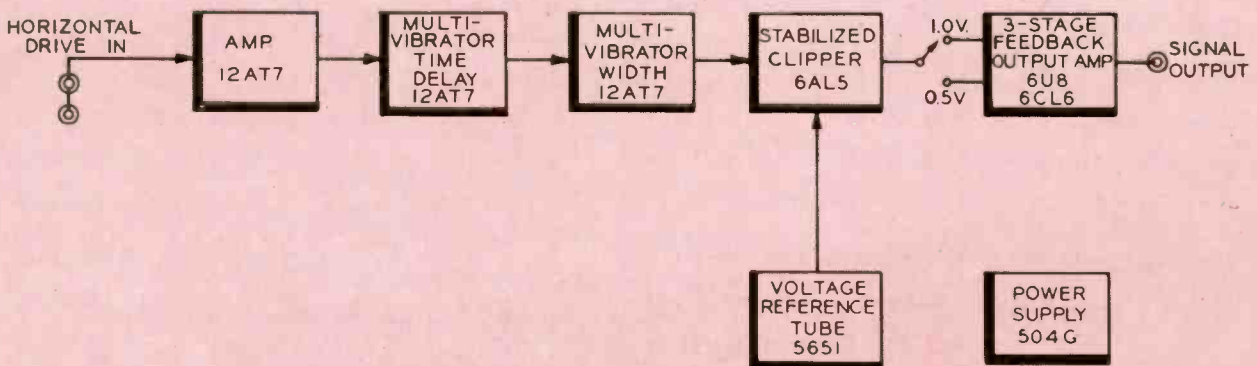 HORIZONTAL
DRIVE IN
AMP
12AT7
MULTI-
VIBRATOR
TIME
DELAY
12AT7
MULTI-
VIBRATOR
WIDTH
12AT7
STABILIZED
CLIPPER
6AL5
1.0V.
0.5V
3-STAGE
FEEDBACK
OUTPUT AMP
6U8
6CL6
SIGNAL
OUTPUT
VOLTAGE
REFERENCE
TUBE
5651
POWER
SUPPLY
504G